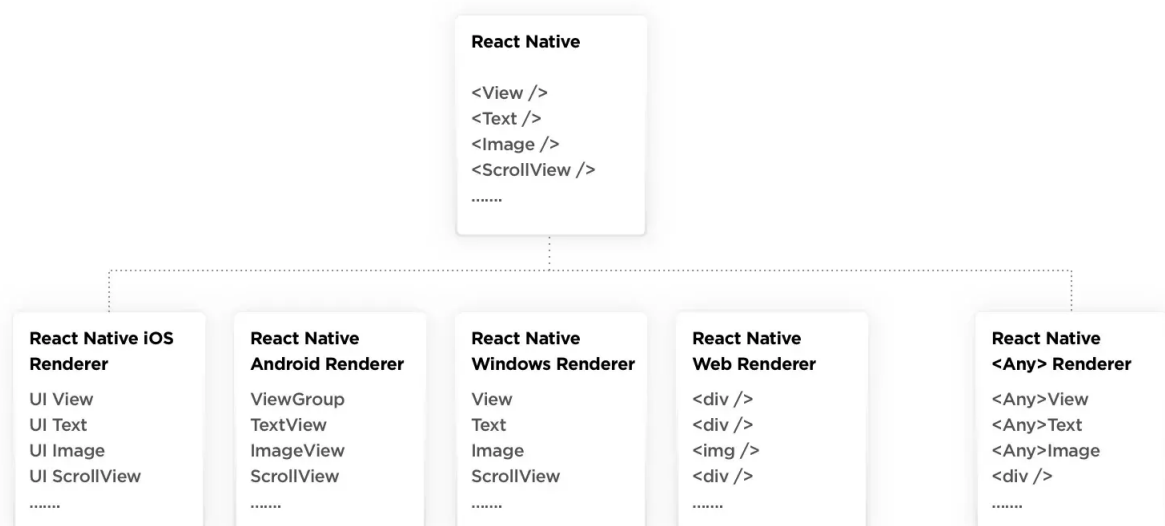 React Native
<View />
<Text />
<Image />
<ScrollView />
.......
React Native iOS
Renderer
UI View
UI Text
UI Image
UI ScrollView
.......
React Native
Android Renderer
ViewGroup
TextView
ImageView
ScrollView
.......
React Native
Windows Renderer
View
Text
Image
ScrollView
.......
React Native
Web Renderer
<div />
<div />
<img />
<div />
.......
React Native
<Any> Renderer
<Any>View
<Any>Text
<Any>Image
<div />
.......